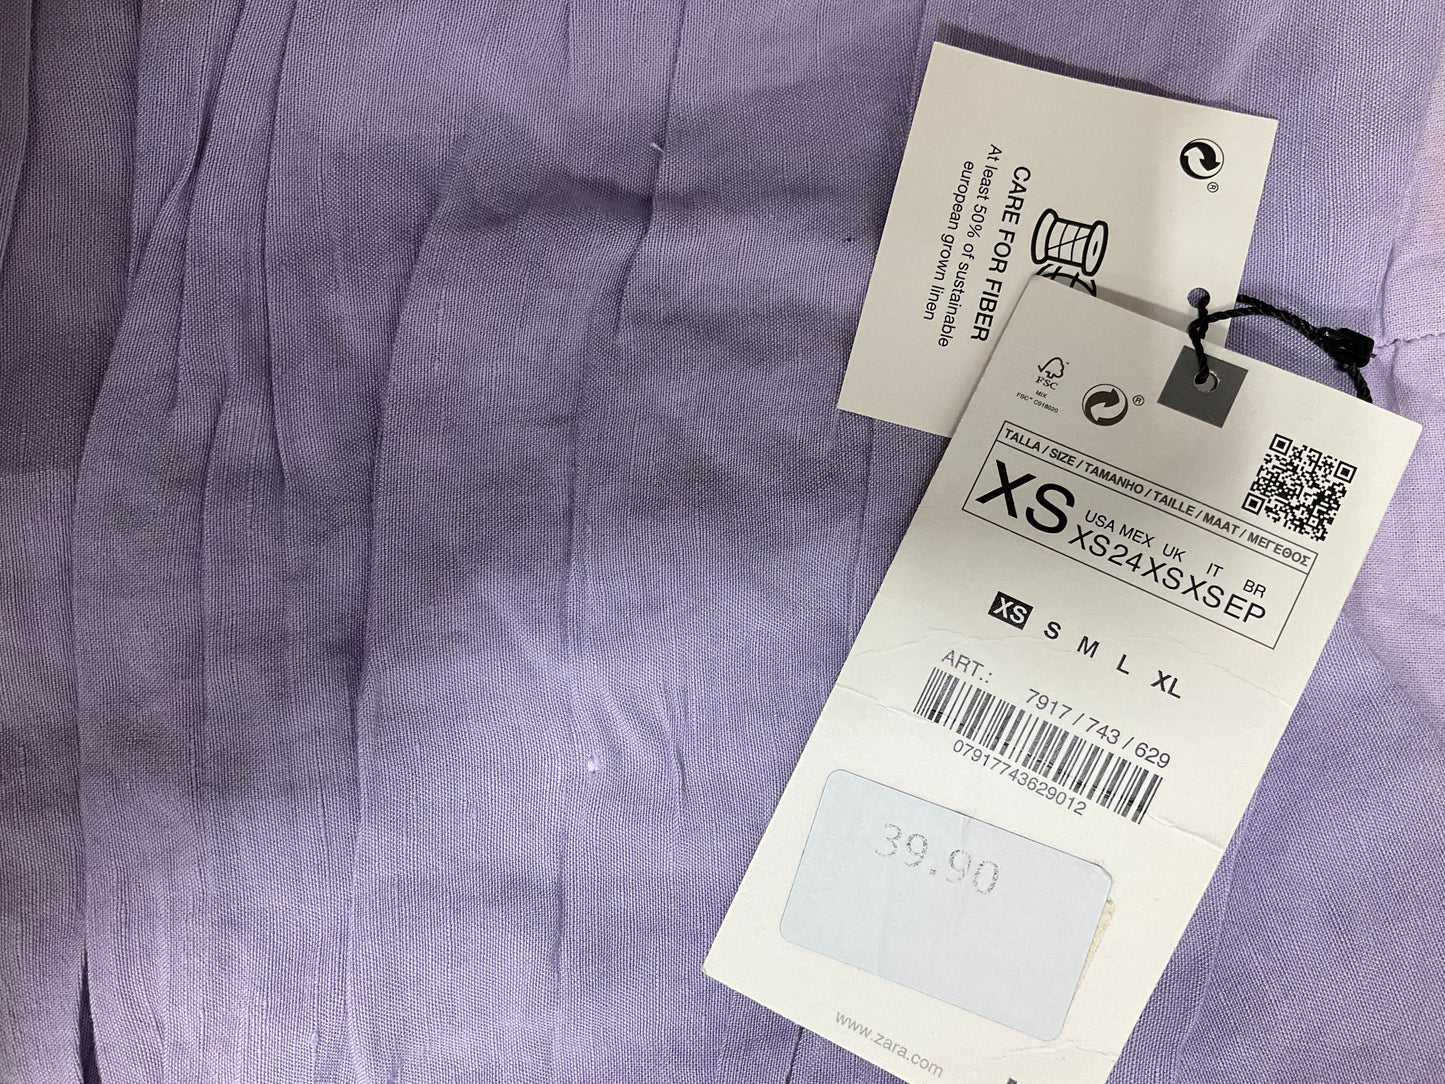 ®
CARE FOR FIBER
At least 50% of sustainable
european grown linen
FSC
MIX
FSC™ C018020
®
TALLA / SIZE / TAMANHO / TAILLE / MAAT / ΜΕΓΕΘΟΣ
XS
USA MEX UK IT BR
XS 24 XS XS EP
XS S M L XL
ART.: 7917 / 743 / 629
07917743629012
39.90
www.zara.com